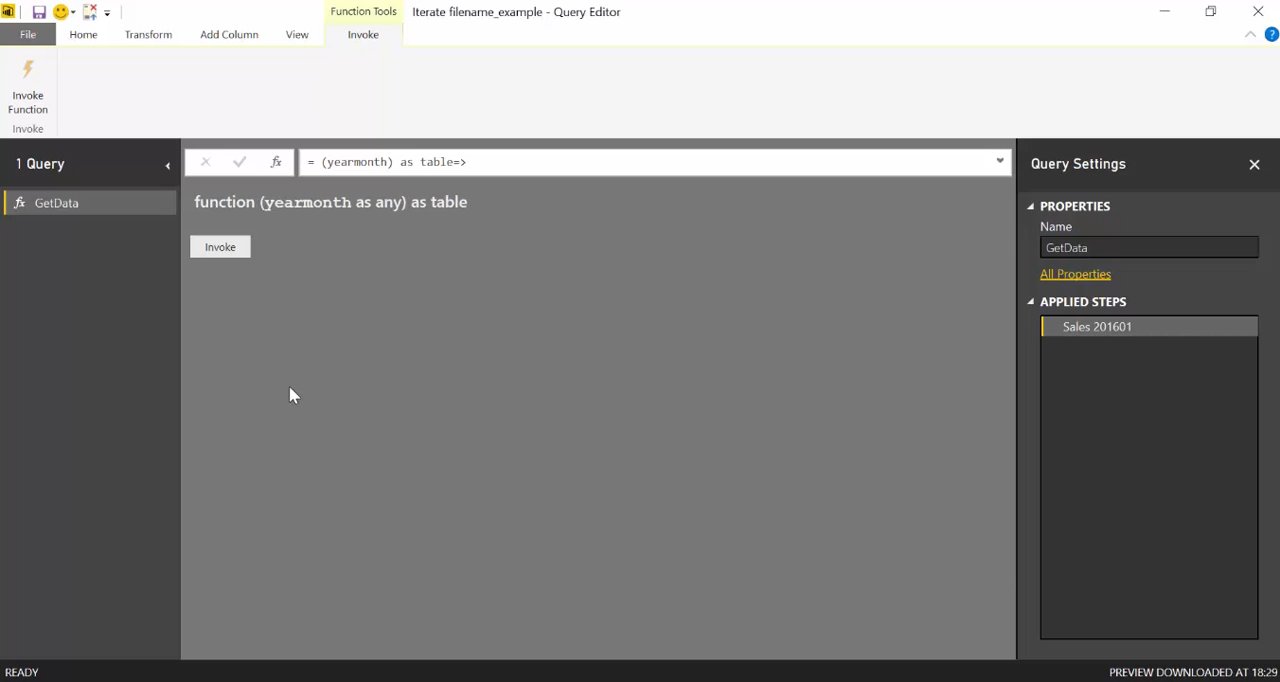 Function Tools
Iterate filename_example - Query Editor
File
Home
Transform
Add Column
View
Invoke
?
Invoke
Function
Invoke
1 Query
fx
= (yearmonth) as table=>
Query Settings
fx GetData
function (yearmonth as any) as table
Invoke
PROPERTIES
Name
GetData
All Properties
APPLIED STEPS
Sales 201601
READY
PREVIEW DOWNLOADED AT 18:29